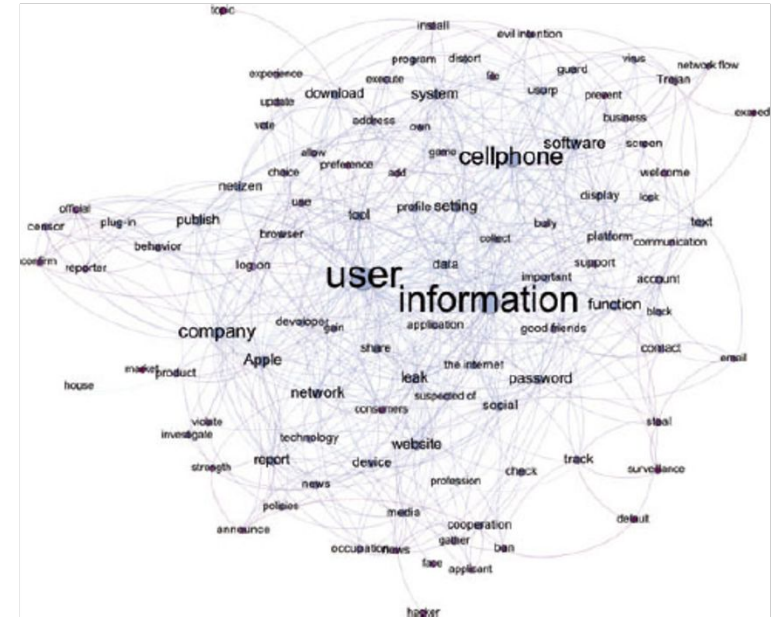 topic
install
evil intention
program
distort
virus
network flow
experience
execute
file
guard
Trojan
download
system
usurp
present
update
exceed
vote
address
own
business
allow
game
cellphone
software
screen
choice
preference
add
welcome
netizen
use
profile
setting
display
look
official
plug-in
publish
tool
bully
text
censor
behavior
browser
collect
platform
communication
confirm
reporter
log on
data
support
user
important
account
information
function
block
company
developer
gain
application
good friends
Apple
share
contact
market
product
the internet
email
house
leak
password
network
suspected of
consumers
social
violate
steal
investigate
technology
website
strength
report
device
check
track
surveillance
news
profession
policies
media
default
announce
cooperation
gather
occupation
news
ban
face
applicant
hacker